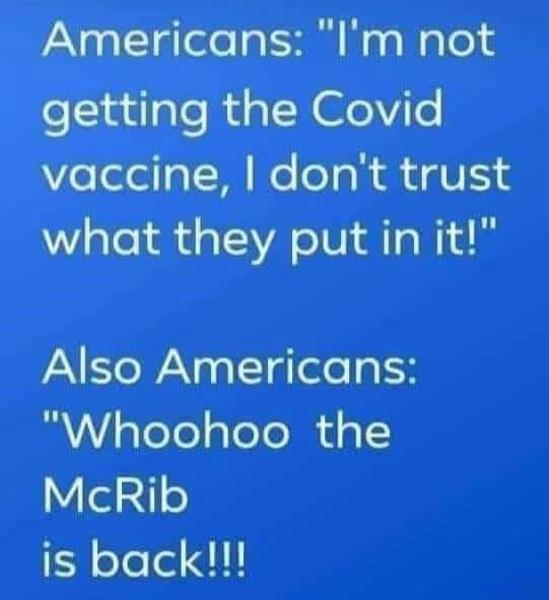 Americans: "I'm not
getting the Covid
vaccine, I don't trust
what they put in it!"
Also Americans:
"Whoohoo the
McRib
is back!!!